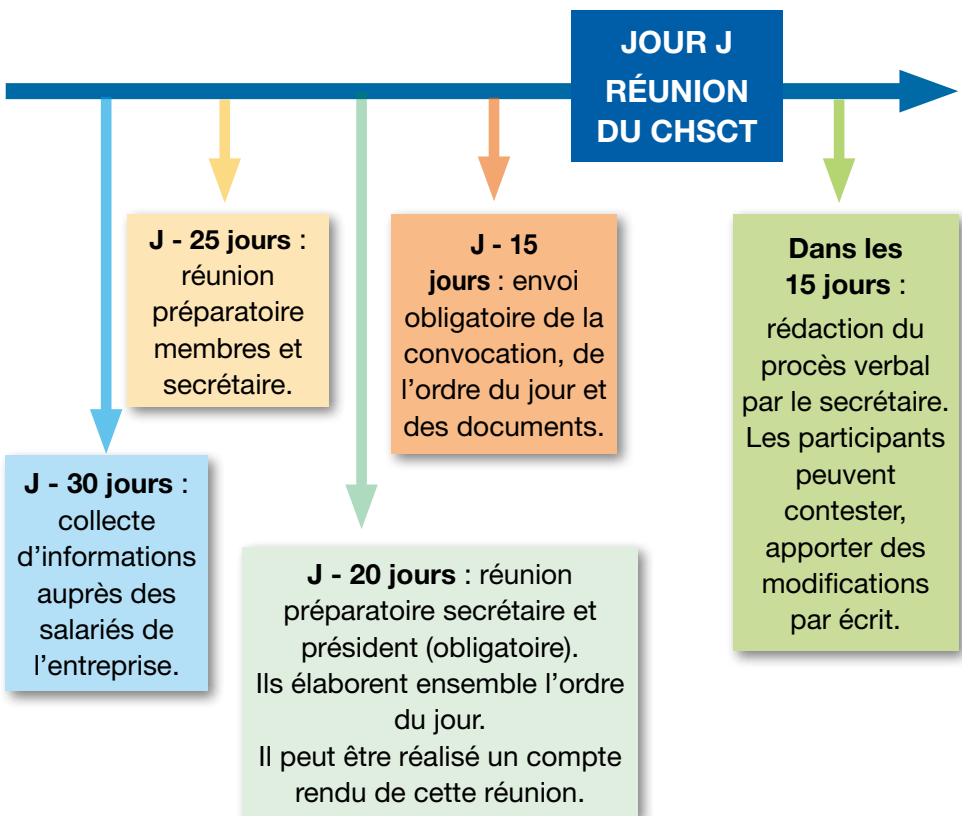 JOUR J
RÉUNION
DU CHSCT
J - 30 jours :
collecte
d’informations
auprès des
salariés de
l’entreprise.
J - 25 jours :
réunion
préparatoire
membres et
secrétaire.
J - 20 jours : réunion
préparatoire secrétaire et
président (obligatoire).
Ils élaborent ensemble l’ordre
du jour.
Il peut être réalisé un compte
rendu de cette réunion.
J - 15
jours : envoi
obligatoire de la
convocation, de
l’ordre du jour et
des documents.
Dans les
15 jours :
rédaction du
procès verbal
par le secrétaire.
Les participants
peuvent
contester,
apporter des
modifications
par écrit.